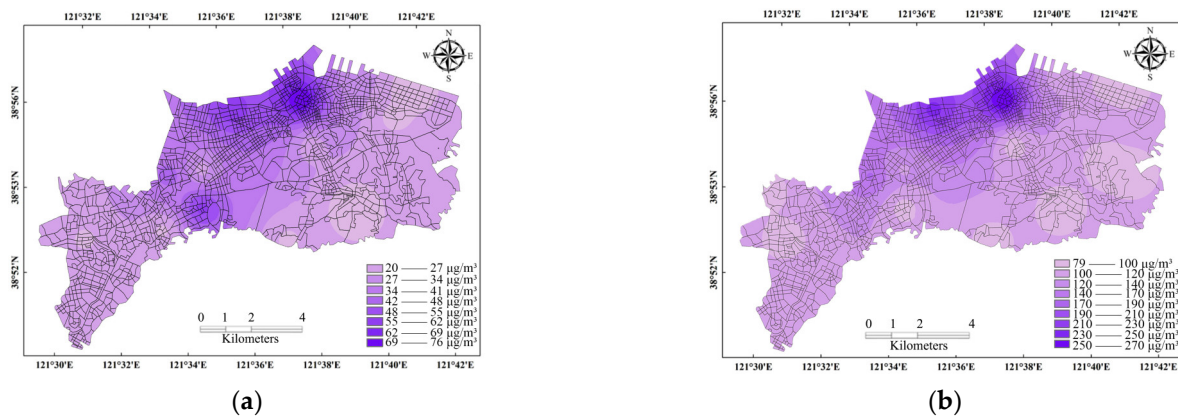 121°32'E 121°34'E 121°36'E 121°38'E 121°40'E 121°42'E
N
W E
S
38°56'N
38°53'N
38°52'N
20 —— 27 μg/m³
27 —— 34 μg/m³
34 —— 41 μg/m³
42 —— 48 μg/m³
48 —— 55 μg/m³
55 —— 62 μg/m³
62 —— 69 μg/m³
69 —— 76 μg/m³
0 1 2 4
Kilometers
121°30'E 121°32'E 121°34'E 121°36'E 121°38'E 121°40'E 121°42'E
(a)
121°32'E 121°34'E 121°36'E 121°38'E 121°40'E 121°42'E
N
W E
S
38°56'N
38°53'N
38°52'N
79 —— 100 μg/m³
100 —— 120 μg/m³
120 —— 140 μg/m³
140 —— 170 μg/m³
170 —— 190 μg/m³
190 —— 210 μg/m³
210 —— 230 μg/m³
230 —— 250 μg/m³
250 —— 270 μg/m³
0 1 2 4
Kilometers
121°30'E 121°32'E 121°34'E 121°36'E 121°38'E 121°40'E 121°42'E
(b)